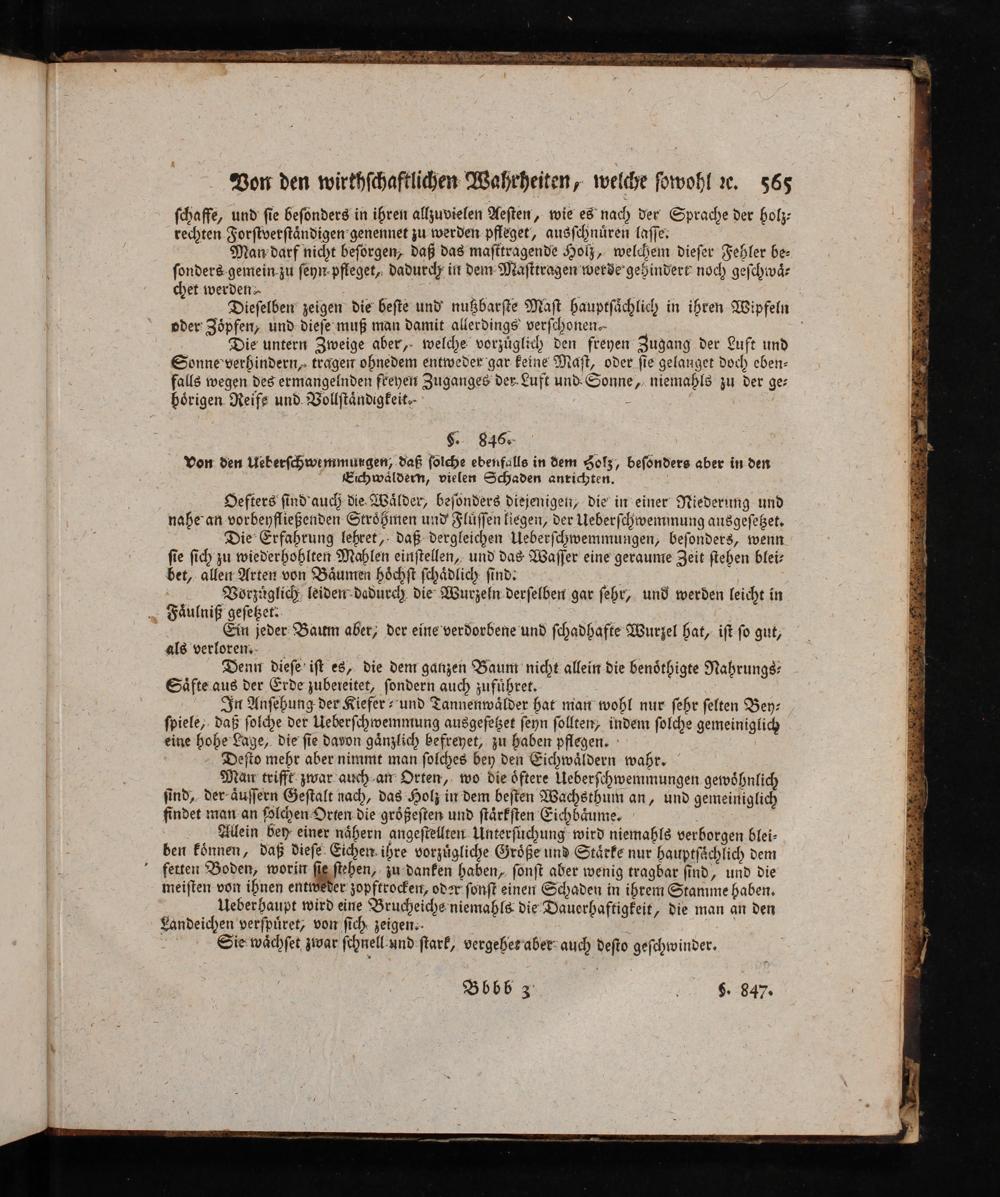 Von den wirthschaftlichen Wahrheiten, welche sowohl ꝛc. 565
schaffe, und sie besonders in ihren allzuvielen Aesten, wie es nach der Sprache der holz-
rechten Forstverständigen genennet zu werden pfleget, ausschnüren lasse.
Man darf nicht besorgen, daß das masttragende Holz, welchem dieser Fehler be-
sonders gemein zu seyn pfleget, dadurch in dem Masttragen werde gehindert noch geschwä-
chet werden.
Dieselben zeigen die beste und nutzbarste Mast hauptsächlich in ihren Wipfeln
oder Zöpfen, und diese muß man damit allerdings verschonen.
Die untern Zweige aber, welche vorzüglich den freyen Zugang der Luft und
Sonne verhindern, tragen ohnedem entweder gar keine Mast, oder sie gelanget doch eben-
falls wegen des ermangelnden freyen Zuganges der Luft und Sonne, niemahls zu der ge-
hörigen Reife und Vollständigkeit.
§. 846.
Von den Ueberschwemmungen, daß solche ebenfalls in dem Holz, besonders aber in den
Eichwäldern, vielen Schaden anrichten.
Oefters sind auch die Wälder, besonders diejenigen, die in einer Niederung und
nahe an vorbeyfließenden Ströhmen und Flüssen liegen, der Ueberschwemmung ausgesetzet.
Die Erfahrung lehret, daß dergleichen Ueberschwemmungen, besonders, wenn
sie sich zu wiederhohlten Mahlen einstellen, und das Wasser eine geraume Zeit stehen blei-
bet, allen Arten von Bäumen höchst schädlich sind.
Vorzüglich leiden dadurch die Wurzeln derselben gar sehr, und werden leicht in
Fäulniß gesetzet.
Ein jeder Baum aber, der eine verdorbene und schadhafte Wurzel hat, ist so gut,
als verloren.
Denn diese ist es, die dem ganzen Baum nicht allein die benöthigte Nahrungs-
Säfte aus der Erde zubereitet, sondern auch zuführet.
In Ansehung der Kiefer- und Tannenwälder hat man wohl nur sehr selten Bey-
spiele, daß solche der Ueberschwemmung ausgesetzet seyn sollten, indem solche gemeiniglich
eine hohe Lage, die sie davon gänzlich befreyet, zu haben pflegen.
Desto mehr aber nimmt man solches bey den Eichwäldern wahr.
Man trifft zwar auch an Orten, wo die öftere Ueberschwemmungen gewöhnlich
sind, der äussern Gestalt nach, das Holz in dem besten Wachsthum an, und gemeiniglich
findet man an solchen Orten die größesten und stärksten Eichbäume.
Allein bey einer nähern angestellten Untersuchung wird niemahls verborgen blei-
ben können, daß diese Eichen ihre vorzügliche Größe und Stärke nur hauptsächlich dem
fetten Boden, worin sie stehen, zu danken haben, sonst aber wenig tragbar sind, und die
meisten von ihnen entweder zopftrocken, oder sonst einen Schaden in ihrem Stamme haben.
Ueberhaupt wird eine Brucheiche niemahls die Dauerhaftigkeit, die man an den
Landeichen verspüret, von sich zeigen.
Sie wächset zwar schnell und stark, vergehet aber auch desto geschwinder.
Bbbb 3 §. 847.